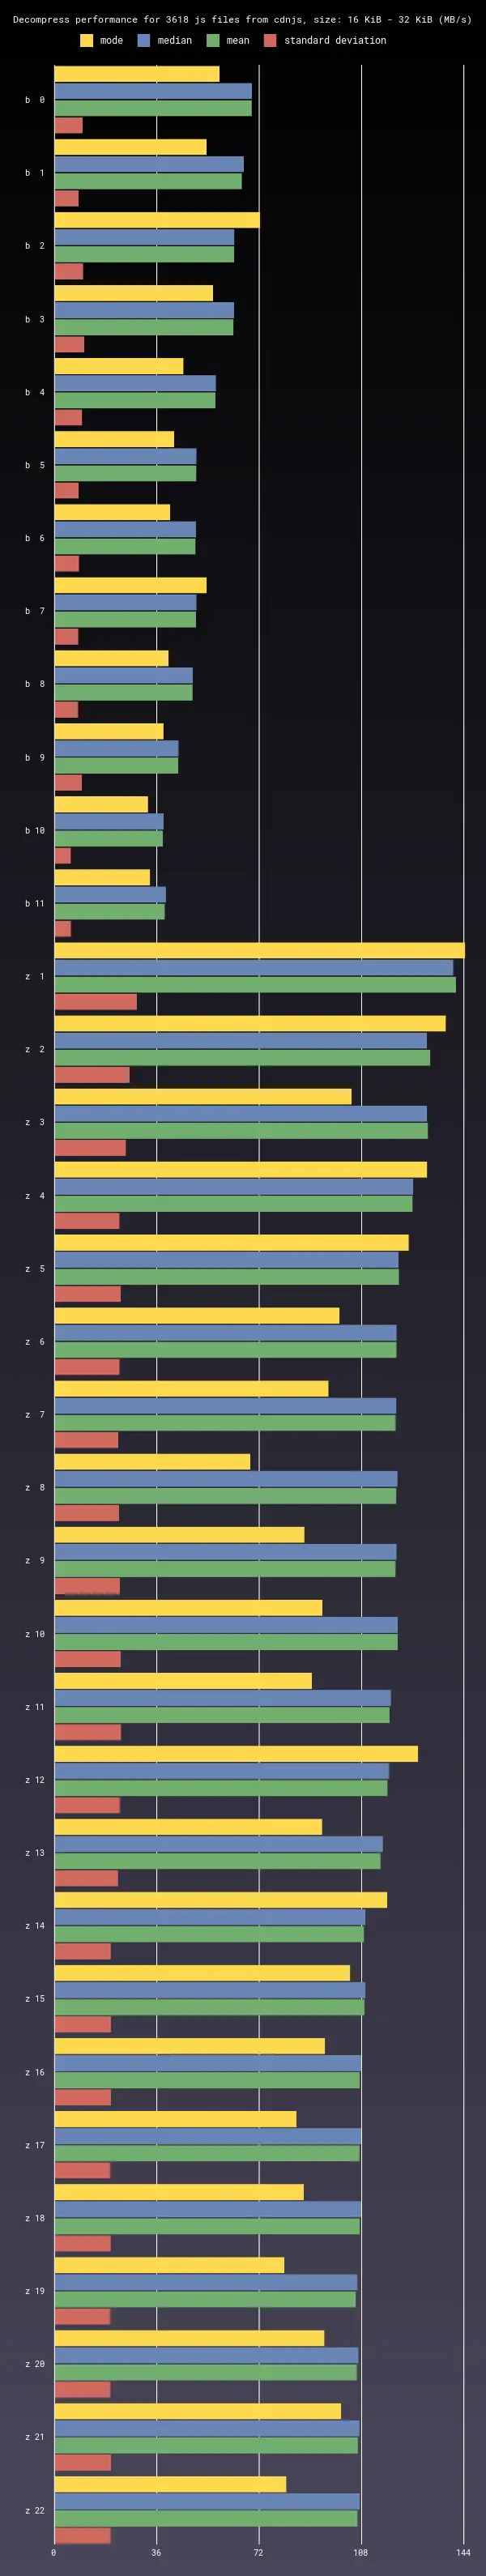 Decompress performance for 3618 js files from cdnjs, size: 16 KiB - 32 KiB (MB/s)
mode median mean standard deviation
b 0
b 1
b 2
b 3
b 4
b 5
b 6
b 7
b 8
b 9
b 10
b 11
z 1
z 2
z 3
z 4
z 5
z 6
z 7
z 8
z 9
z 10
z 11
z 12
z 13
z 14
z 15
z 16
z 17
z 18
z 19
z 20
z 21
z 22
0 36 72 108 144